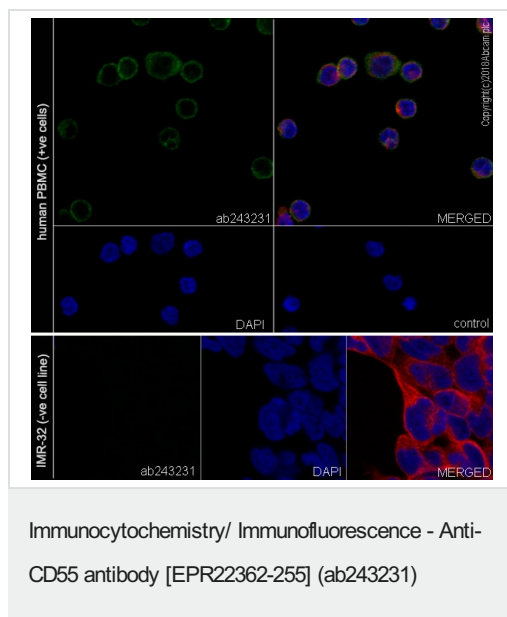 human PBMC (+ve cells)
ab243231
MERGED
Copyright(c)2018Abcam plc
DAPI
control
IMR-32 (-ve cell line)
ab243231
DAPI
MERGED
Immunocytochemistry/ Immunofluorescence - Anti-
CD55 antibody [EPR22362-255] (ab243231)